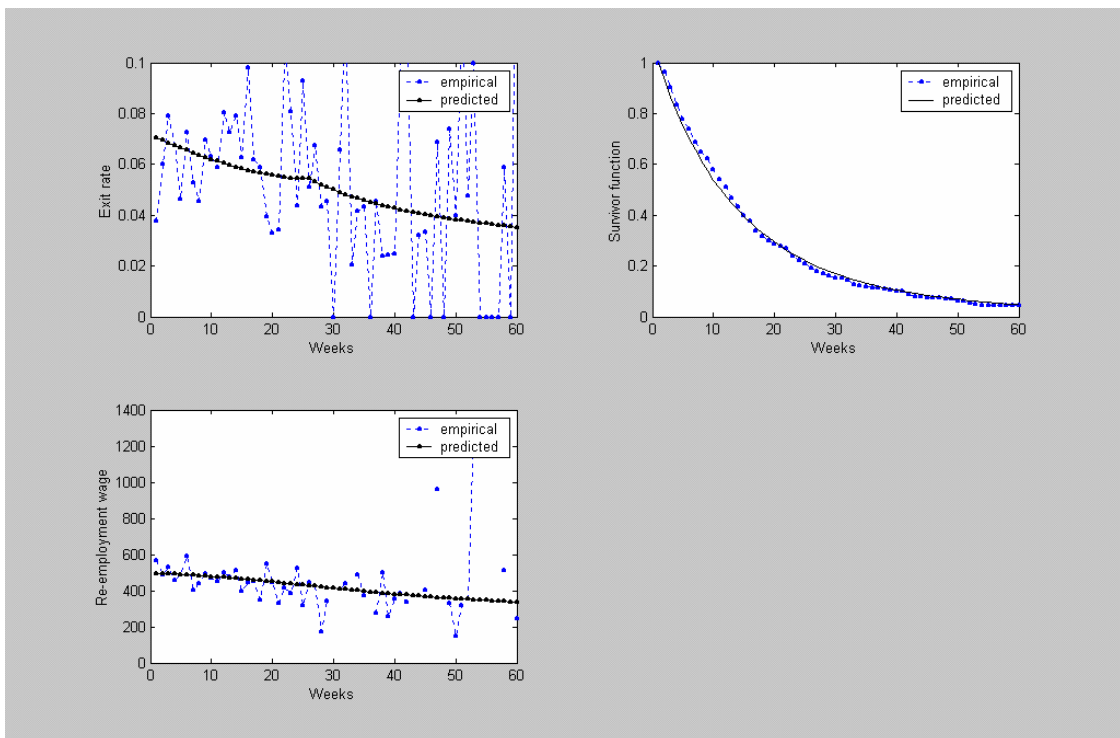 0.1
0.08
0.06
0.04
0.02
0
Exit rate
empirical
predicted
0 10 20 30 40 50 60
Weeks
1
0.8
0.6
0.4
0.2
0
Survivor function
empirical
predicted
0 10 20 30 40 50 60
Weeks
1400
1200
1000
800
600
400
200
0
Re-employment wage
empirical
predicted
0 10 20 30 40 50 60
Weeks